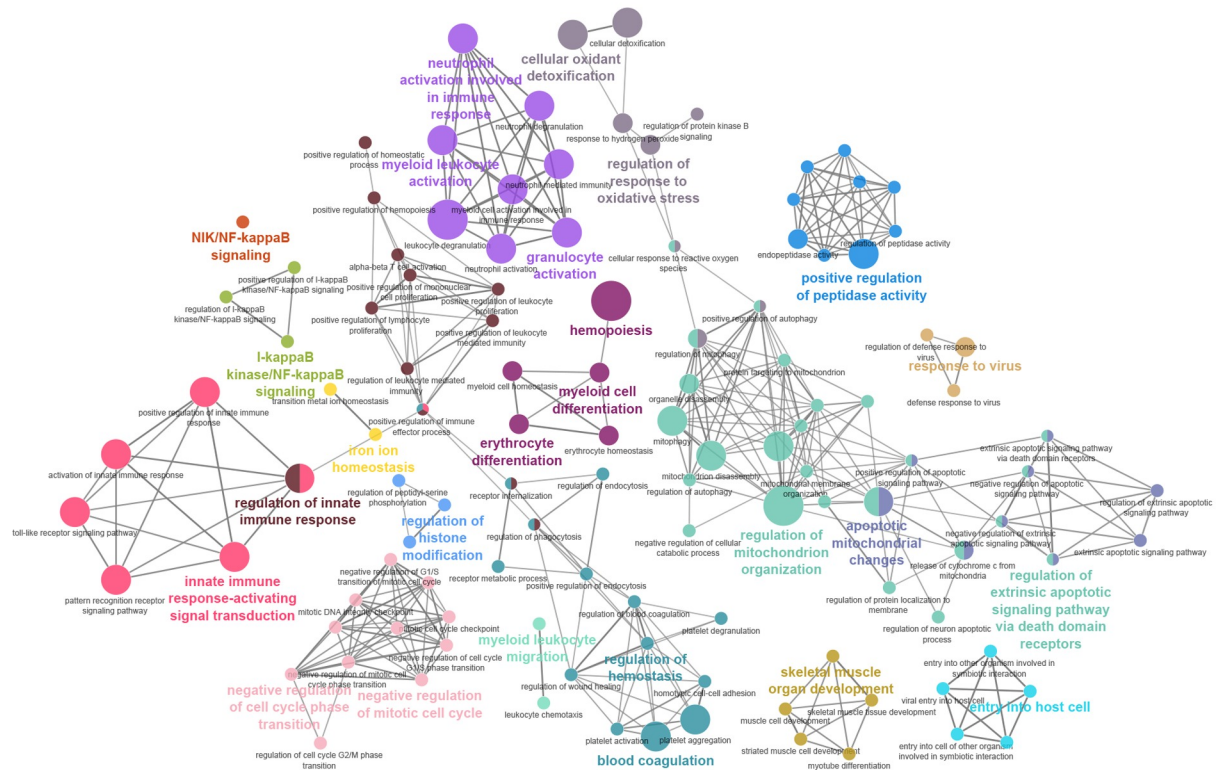 cellular detoxification
cellular oxidant
detoxification
neutrophil
activation involved
in immune
response
neutrophil degranulation
regulation of protein kinase B
signaling
response to hydrogen peroxide
positive regulation of homeostatic
process
myeloid leukocyte
activation
neutrophil mediated immunity
regulation of
response to
oxidative stress
positive regulation of hemopoiesis
myeloid cell activation involved in
immune response
leukocyte degranulation
neutrophil activation
granulocyte
activation
cellular response to reactive oxygen
species
regulation of peptidase activity
endopeptidase activity
positive regulation
of peptidase activity
NIK/NF-kappaB
signaling
positive regulation of I-kappaB
kinase/NF-kappaB signaling
regulation of I-kappaB
kinase/NF-kappaB signaling
I-kappaB
kinase/NF-kappaB
signaling
alpha-beta T cell activation
positive regulation of mononuclear
cell proliferation
positive regulation of leukocyte
proliferation
positive regulation of lymphocyte
proliferation
positive regulation of leukocyte
mediated immunity
hemopoiesis
positive regulation of autophagy
regulation of mitophagy
protein targeting to mitochondrion
regulation of defense response to
virus
response to virus
defense response to virus
regulation of leukocyte mediated
immunity
transition metal ion homeostasis
myeloid cell homeostasis
myeloid cell
differentiation
organelle disassembly
positive regulation of innate immune
response
positive regulation of immune
effector process
mitophagy
erythrocyte
differentiation
erythrocyte homeostasis
iron ion
homeostasis
activation of innate immune response
mitochondrion disassembly
mitochondrial membrane
organization
positive regulation of apoptotic
signaling pathway
extrinsic apoptotic signaling pathway
via death domain receptors
negative regulation of apoptotic
signaling pathway
regulation of extrinsic apoptotic
signaling pathway
regulation of autophagy
regulation of peptidyl-serine
phosphorylation
receptor internalization
regulation of endocytosis
regulation of innate
immune response
toll-like receptor signaling pathway
regulation of
histone
modification
regulation of phagocytosis
negative regulation of cellular
catabolic process
regulation of
mitochondrion
organization
apoptotic
mitochondrial
changes
negative regulation of extrinsic
apoptotic signaling pathway
extrinsic apoptotic signaling pathway
release of cytochrome c from
mitochondria
pattern recognition receptor
signaling pathway
innate immune
response-activating
signal transduction
negative regulation of G1/S
transition of mitotic cell cycle
receptor metabolic process
positive regulation of endocytosis
regulation of protein localization to
membrane
regulation of
extrinsic apoptotic
signaling pathway
via death domain
receptors
mitotic DNA integrity checkpoint
mitotic cell cycle checkpoint
regulation of blood coagulation
platelet degranulation
regulation of neuron apoptotic
process
myeloid leukocyte
migration
negative regulation of cell cycle
G1/S phase transition
negative regulation of mitotic cell
cycle phase transition
regulation of
hemostasis
regulation of wound healing
homotypic cell-cell adhesion
negative regulation
of cell cycle phase
transition
negative regulation
of mitotic cell cycle
leukocyte chemotaxis
platelet activation
platelet aggregation
blood coagulation
regulation of cell cycle G2/M phase
transition
skeletal muscle
organ development
skeletal muscle tissue development
muscle cell development
striated muscle cell development
myotube differentiation
entry into other organism involved in
symbiotic interaction
viral entry into host cell
entry into host cell
entry into cell of other organism
involved in symbiotic interaction